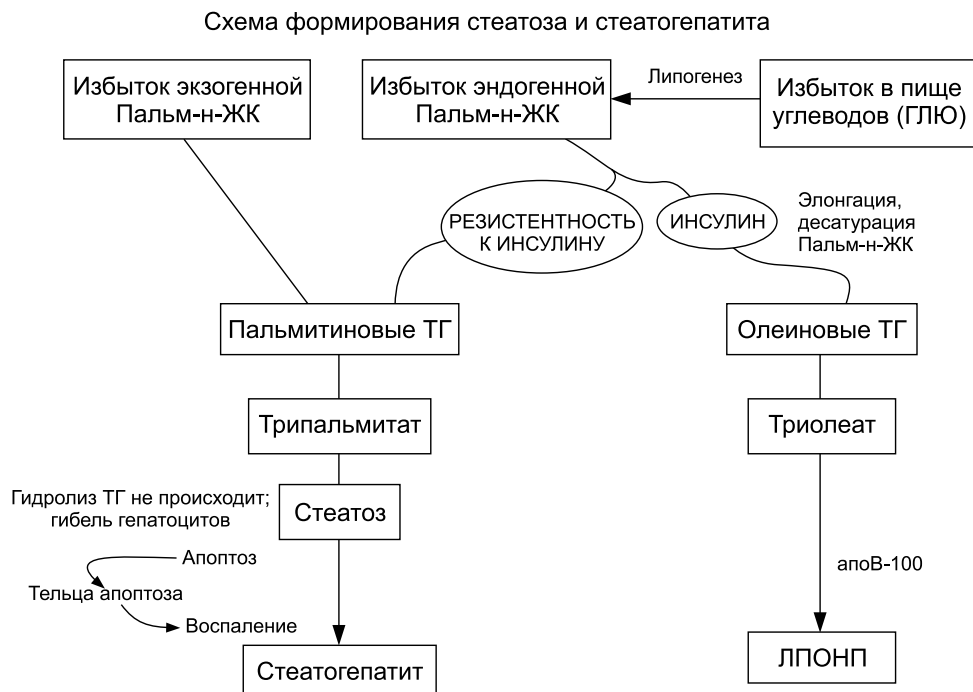 Схема формирования стеатоза и стеатогепатита
Избыток экзогенной
Пальм-н-ЖК
Избыток эндогенной
Пальм-н-ЖК
Липогенез
Избыток в пище
углеводов (ГЛЮ)
РЕЗИСТЕНТНОСТЬ
К ИНСУЛИНУ
ИНСУЛИН
Элонгация,
десатурация
Пальм-н-ЖК
Пальмитиновые ТГ
Олеиновые ТГ
Трипальмитат
Триолеат
Гидролиз ТГ не происходит;
гибель гепатоцитов
Стеатоз
Апоптоз
Тельца апоптоза
Воспаление
апоВ-100
Стеатогепатит
ЛПОНП